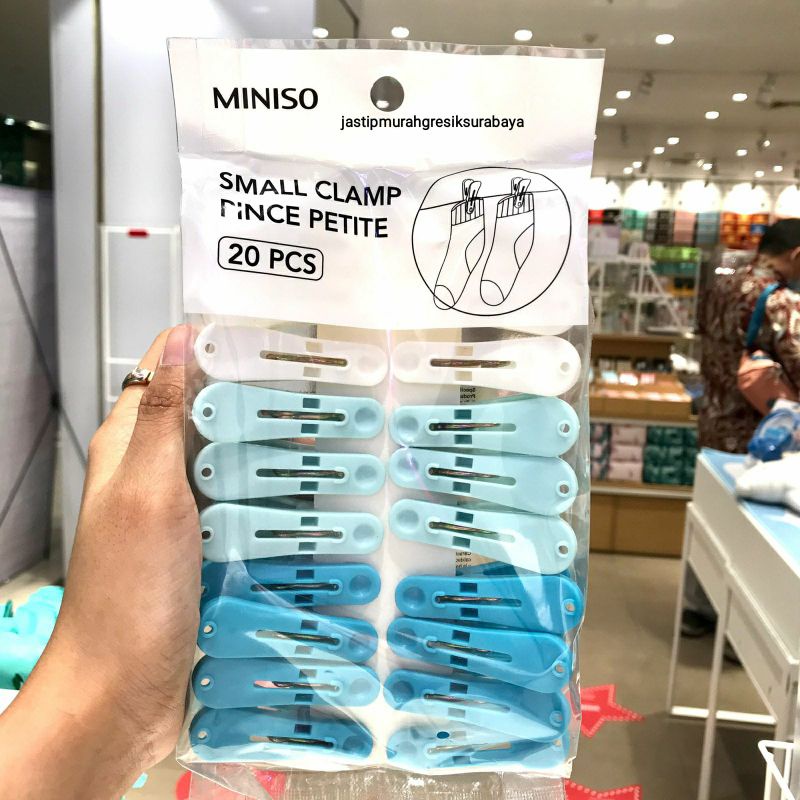 MINISO
jastipmurahgresiksurabaya
SMALL CLAMP
PINCE PETITE
20 PCS